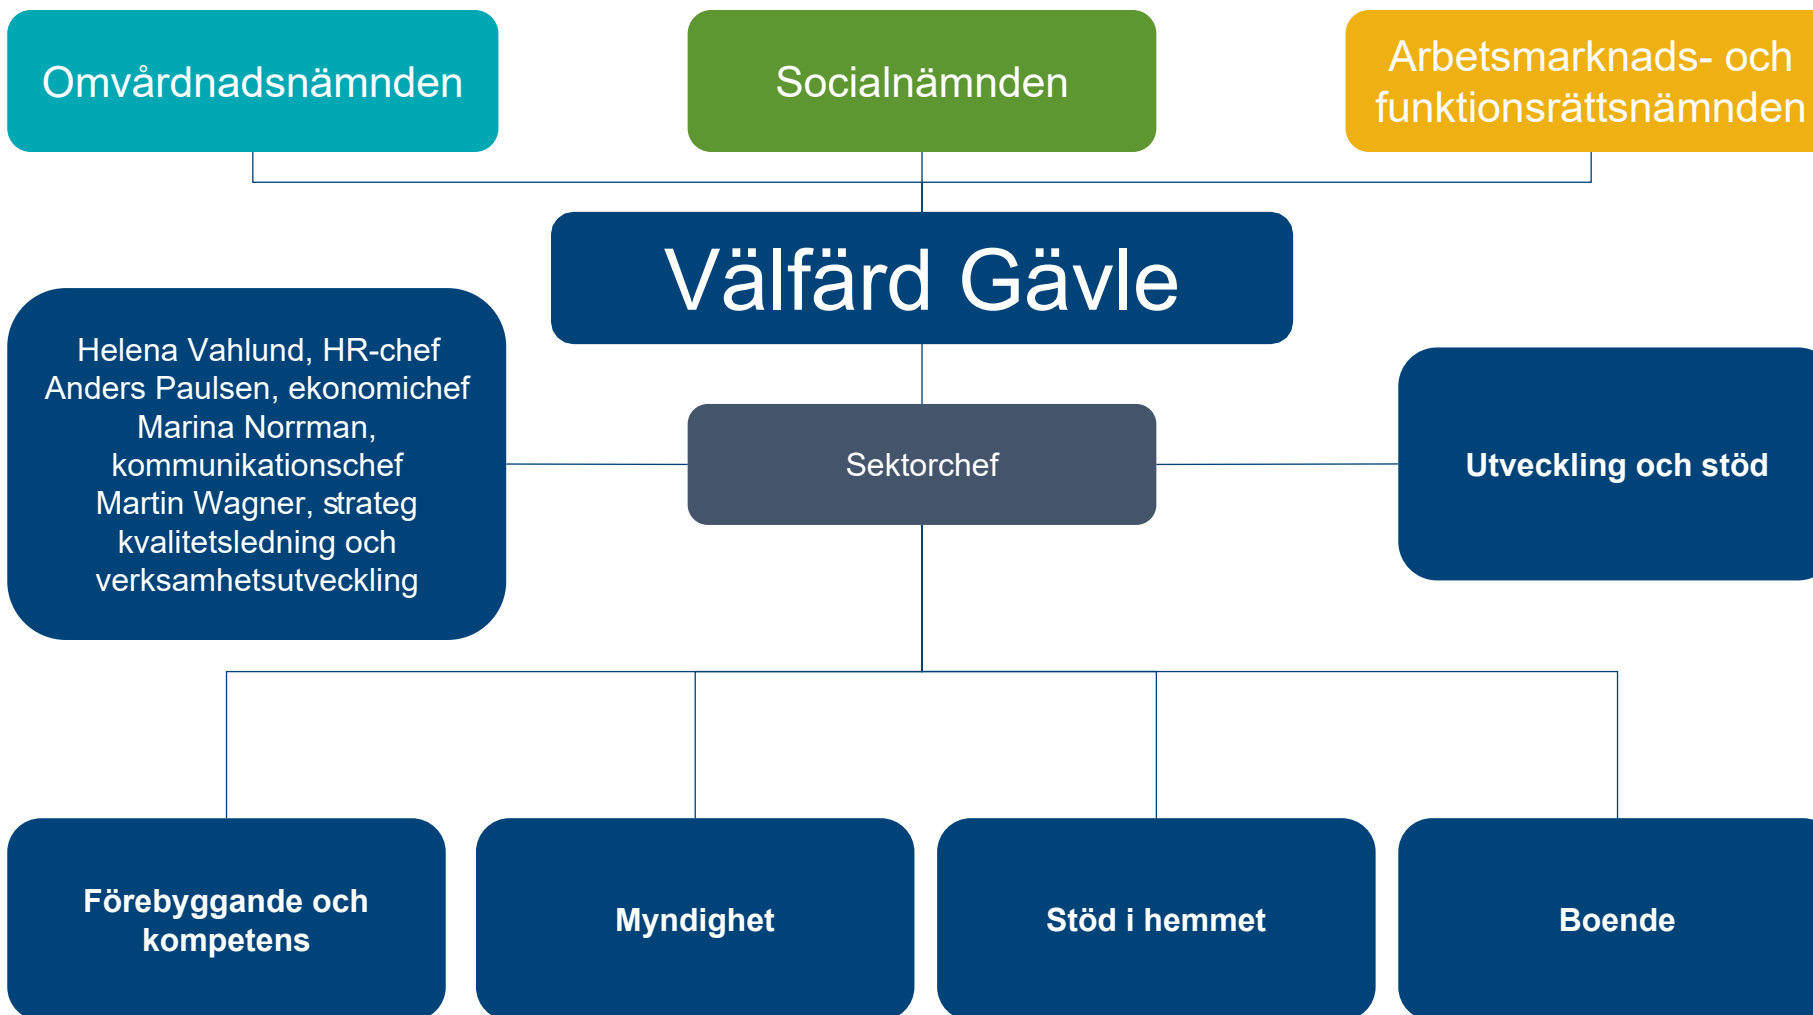 Omvårdnadsnämnden
Socialnämnden
Arbetsmarknads- och
funktionsrättsnämnden
Välfärd Gävle
Helena Vahlund, HR-chef
Anders Paulsen, ekonomichef
Marina Norrman,
kommunikationschef
Martin Wagner, strateg
kvalitetsledning och
verksamhetsutveckling
Sektorchef
Utveckling och stöd
Förebyggande och
kompetens
Myndighet
Stöd i hemmet
Boende